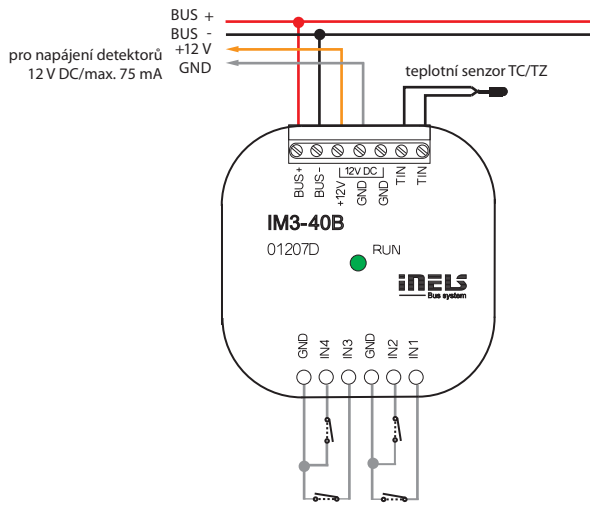 BUS +
BUS -
pro napájení detektorů
12 V DC/max. 75 mA
+12 V
GND
teplotní senzor TC/TZ
BUS+
BUS-
+12V
12V DC
GND
GND
TIN
TIN
IM3-40B
01207D
RUN
iNELS
Bus system
GND
IN4
IN3
GND
IN2
IN1